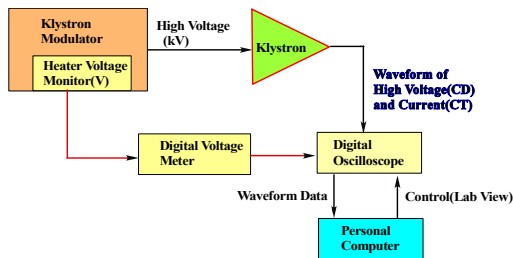 Klystron
Modulator
Heater Voltage
Monitor(V)
High Voltage
(kV)
Klystron
Waveform of
High Voltage(CD)
and Current(CT)
Digital Voltage
Meter
Digital
Oscilloscope
Waveform Data
Control(Lab View)
Personal
Computer